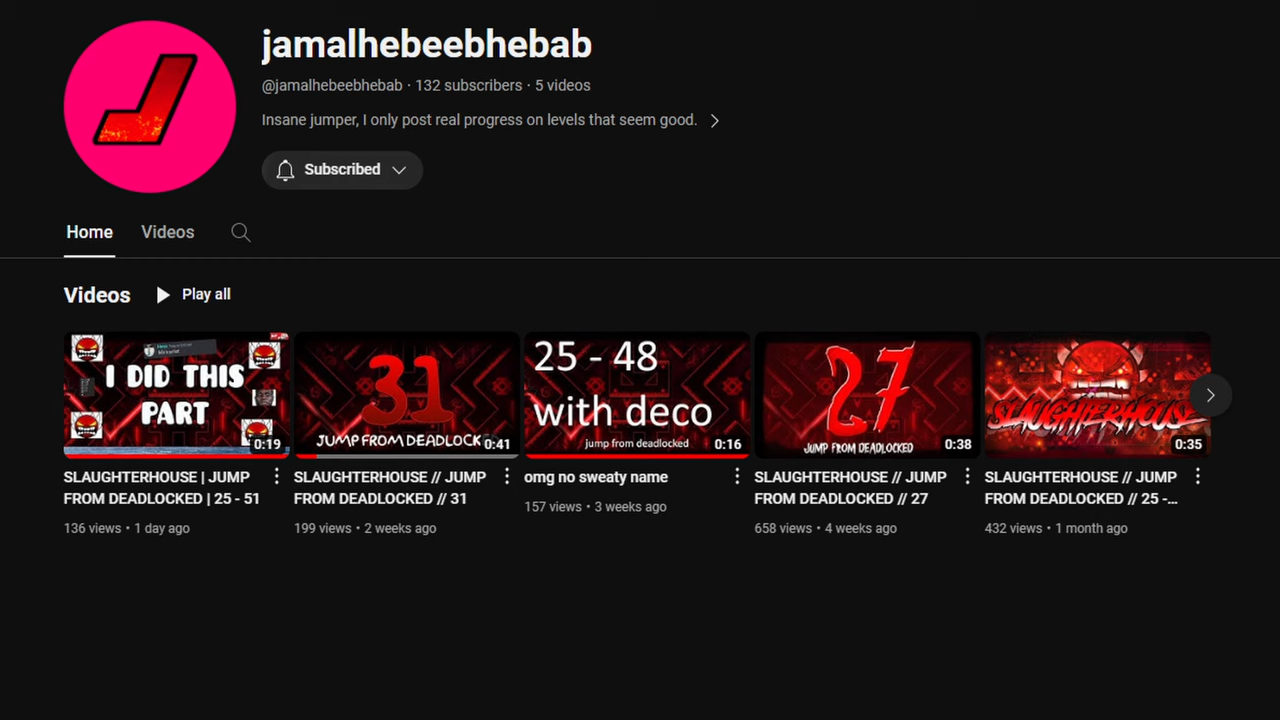 jamalhebeebhebab
@jamalhebeebhebab · 132 subscribers · 5 videos
Insane jumper, I only post real progress on levels that seem good.
Subscribed
Home Videos
Videos Play all
I DID THIS
PART
0:19
31
JUMP FROM DEADLOCK
0:41
25 - 48
with deco
jump from deadlocked
0:16
27
JUMP FROM DEADLOCKED
0:38
SLAUGHTERHOUSE
0:35
SLAUGHTERHOUSE | JUMP
FROM DEADLOCKED | 25 - 51
136 views · 1 day ago
SLAUGHTERHOUSE // JUMP
FROM DEADLOCKED // 31
199 views · 2 weeks ago
omg no sweaty name
157 views · 3 weeks ago
SLAUGHTERHOUSE // JUMP
FROM DEADLOCKED // 27
658 views · 4 weeks ago
SLAUGHTERHOUSE // JUMP
FROM DEADLOCKED // 25 -...
432 views · 1 month ago